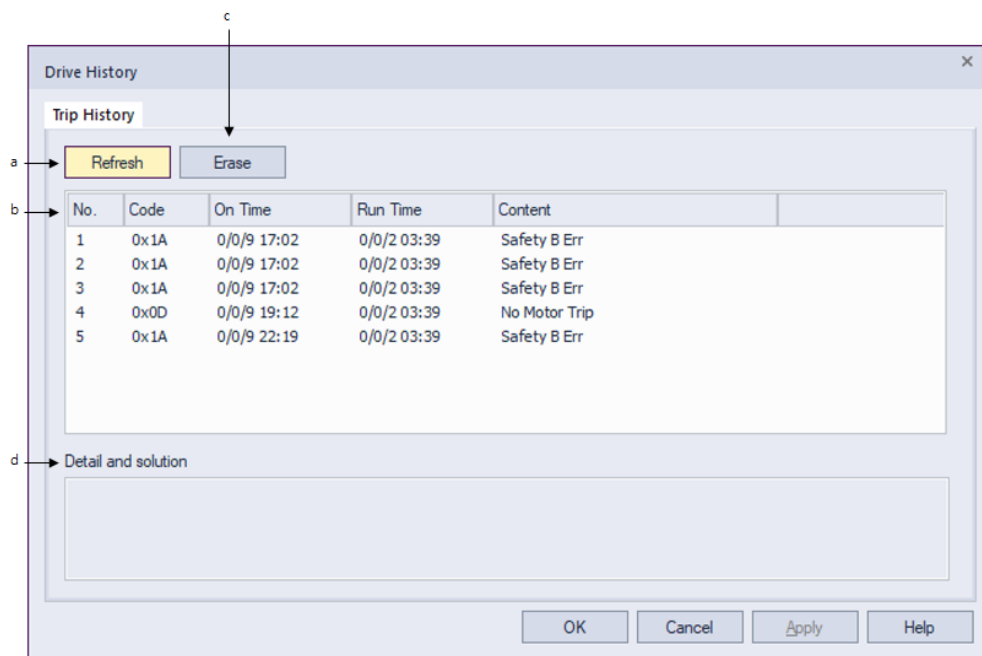 c
Drive History
Trip History
a Refresh Erase
b No. Code On Time Run Time Content
1 0x1A 0/0/9 17:02 0/0/2 03:39 Safety B Err
2 0x1A 0/0/9 17:02 0/0/2 03:39 Safety B Err
3 0x1A 0/0/9 17:02 0/0/2 03:39 Safety B Err
4 0x0D 0/0/9 19:12 0/0/2 03:39 No Motor Trip
5 0x1A 0/0/9 22:19 0/0/2 03:39 Safety B Err
d Detail and solution
OK Cancel Apply Help